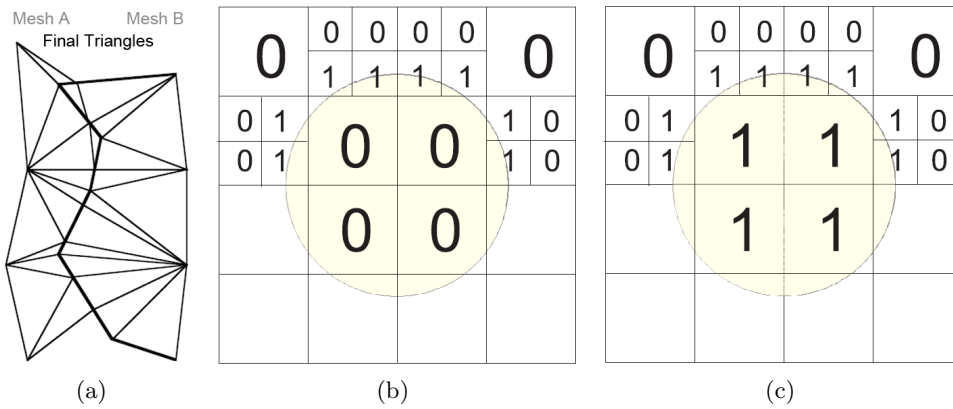 Mesh A Mesh B
Final Triangles
0 0 0 0 0 0
1 1 1 1
0 1 0 0 1 0
0 1 1 0
0 0
0 0 0 0 0 0
1 1 1 1
0 1 1 1 1 0
0 1 1 0
1 1
(a) (b) (c)